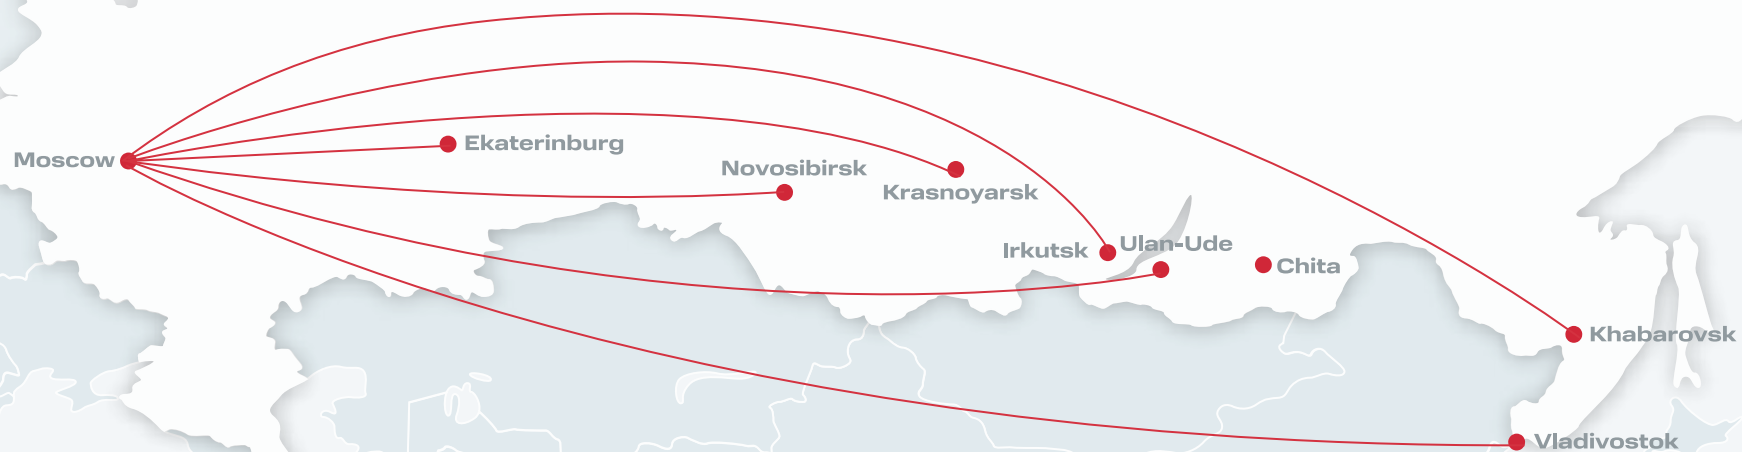 Moscow
Ekaterinburg
Novosibirsk
Krasnoyarsk
Irkutsk
Ulan-Ude
Chita
Khabarovsk
Vladivostok